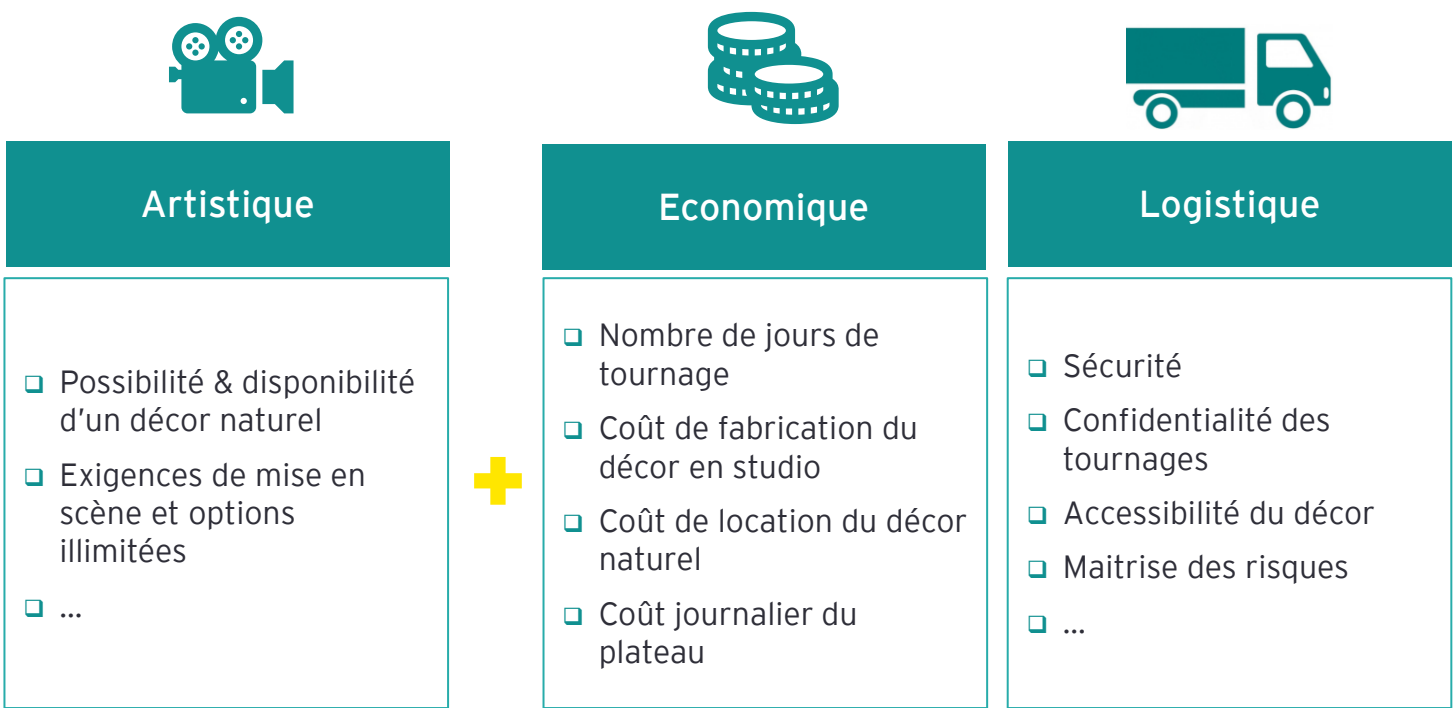 Artistique
Possibilité & disponibilité
d'un décor naturel
Exigences de mise en
scène et options
illimitées
...
Economique
Nombre de jours de
tournage
Coût de fabrication du
décor en studio
Coût de location du décor
naturel
Coût journalier du
plateau
Logistique
Sécurité
Confidentialité des
tournages
Accessibilité du décor
Maitrise des risques
...